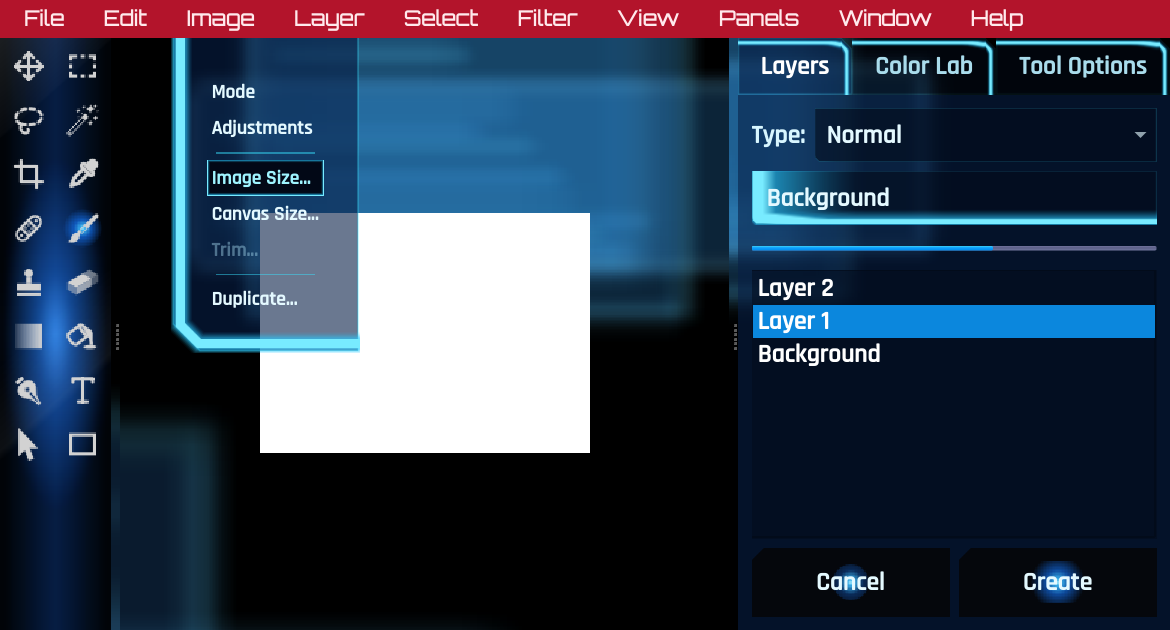 File Edit Image Layer Select Filter View Panels Window Help
Mode
Adjustments
Image Size...
Canvas Size...
Trim...
Duplicate...
Layers Color Lab Tool Options
Type: Normal
Background
Layer 2
Layer 1
Background
Cancel Create